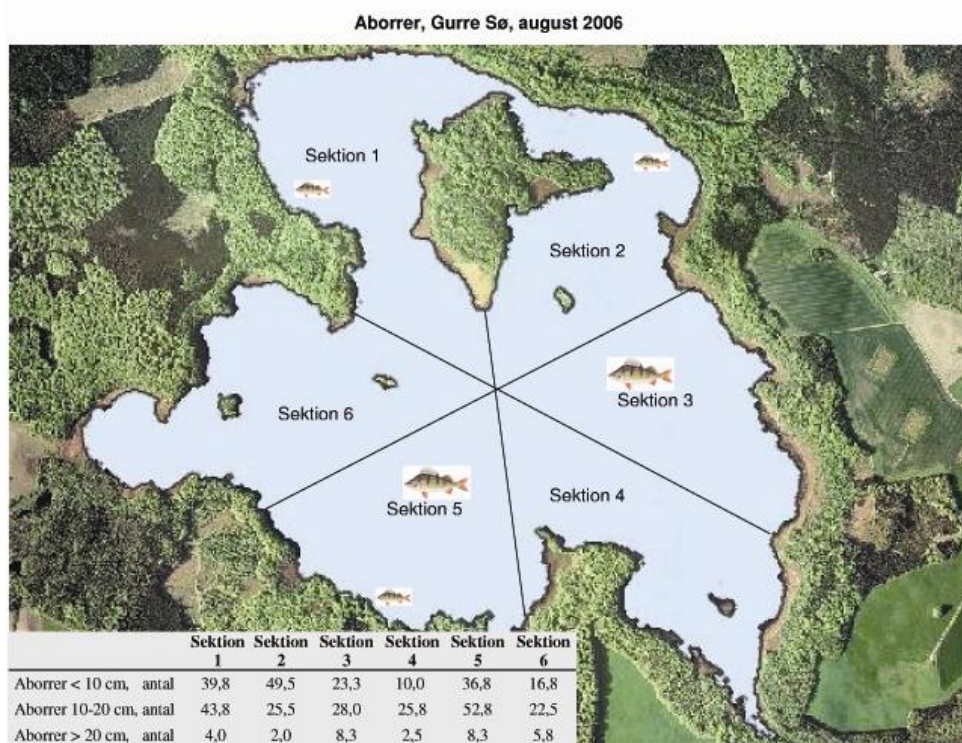 Aborrer, Gurre Sø, august 2006
Sektion 1
Sektion 2
Sektion 3
Sektion 6
Sektion 4
Sektion 5
Sektion Sektion Sektion Sektion Sektion Sektion
1 2 3 4 5 6
Aborrer < 10 cm, antal 39,8 49,5 23,3 10,0 36,8 16,8
Aborrer 10-20 cm, antal 43,8 25,5 28,0 25,8 52,8 22,5
Aborrer > 20 cm, antal 4,0 2,0 8,3 2,5 8,3 5,8